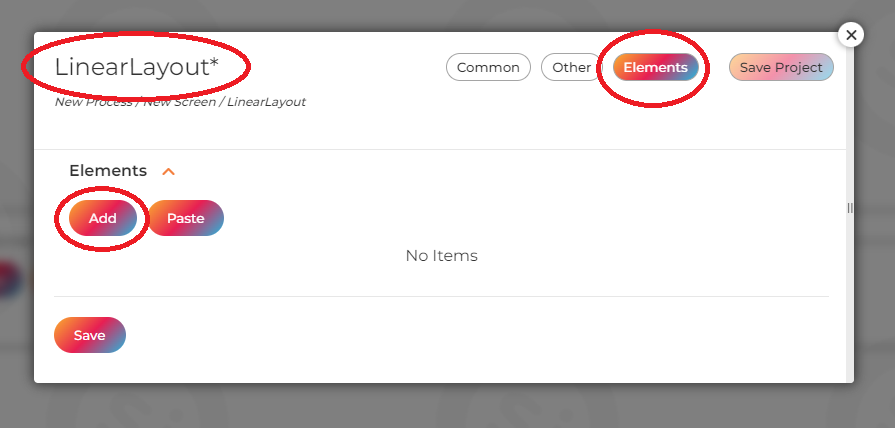 LinearLayout*
Common
Other
Elements
Save Project
New Process / New Screen / LinearLayout
Elements
Add
Paste
No Items
Save